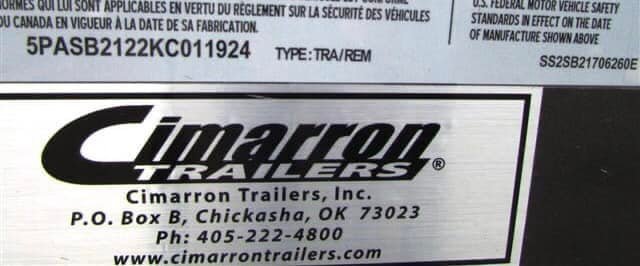 NORMES QUI LUI SONT APPLICABLES EN VERTU DU RÈGLEMENT SUR LA SÉCURITÉ DES VÉHICULES
DU CANADA EN VIGUEUR À LA DATE DE SA FABRICATION.
5PASB2122KC011924 TYPE: TRA/REM
U.S. FEDERAL MOTOR VEHICLE SAFETY
STANDARDS IN EFFECT ON THE DATE
OF MANUFACTURE SHOWN ABOVE
SS2SB21706260E
Cimarron
TRAILERS®
Cimarron Trailers, Inc.
P.O. Box B, Chickasha, OK 73023
Ph: 405-222-4800
www.cimarrontrailers.com